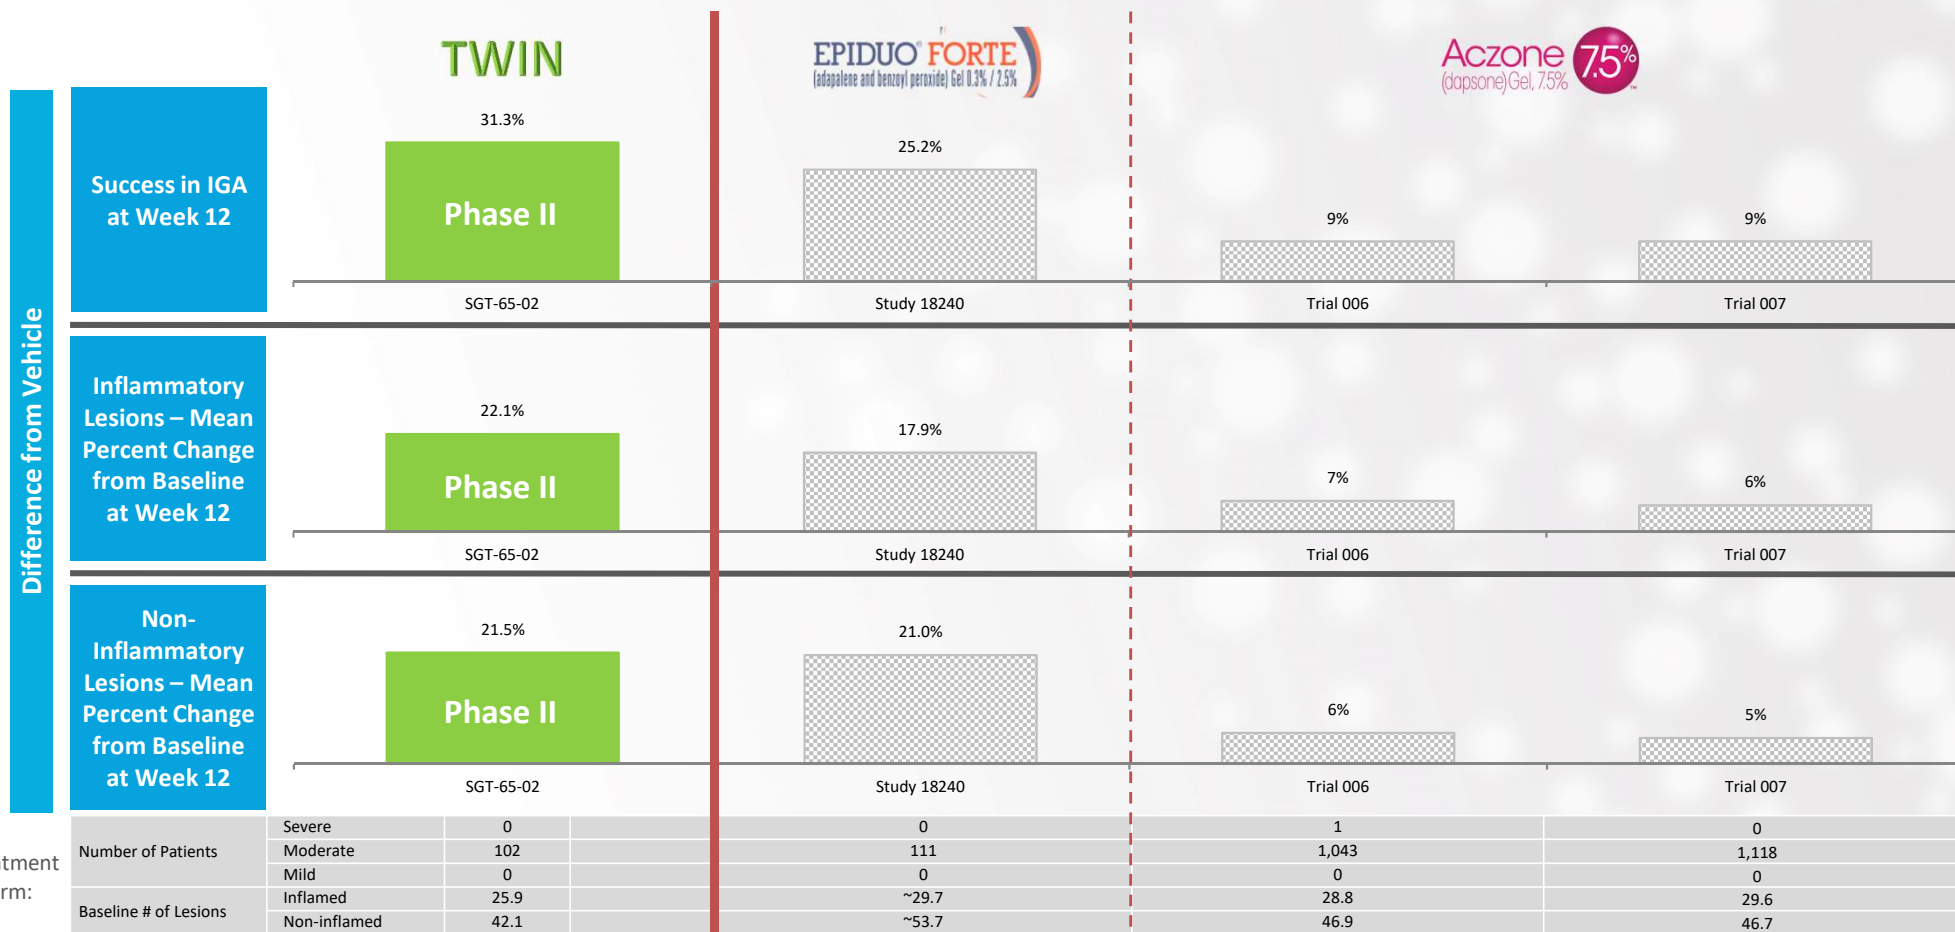 TWIN
EPIDUO® FORTE
(adapalene and benzoyl peroxide) Gel 0.3% / 2.5%
Aczone 7.5%
(dapsone) Gel, 7.5%
Difference from Vehicle
Success in IGA
at Week 12
31.3%
25.2%
9%
9%
Phase II
SGT-65-02
Study 18240
Trial 006
Trial 007
Inflammatory
Lesions – Mean
Percent Change
from Baseline
at Week 12
22.1%
17.9%
7%
6%
Phase II
SGT-65-02
Study 18240
Trial 006
Trial 007
Non-
Inflammatory
Lesions – Mean
Percent Change
from Baseline
at Week 12
21.5%
21.0%
6%
5%
Phase II
SGT-65-02
Study 18240
Trial 006
Trial 007
atment
rm:
Number of Patients
Severe 0 0 1 0
Moderate 102 111 1,043 1,118
Mild 0 0 0 0
Baseline # of Lesions
Inflamed 25.9 ~29.7 28.8 29.6
Non-inflamed 42.1 ~53.7 46.9 46.7